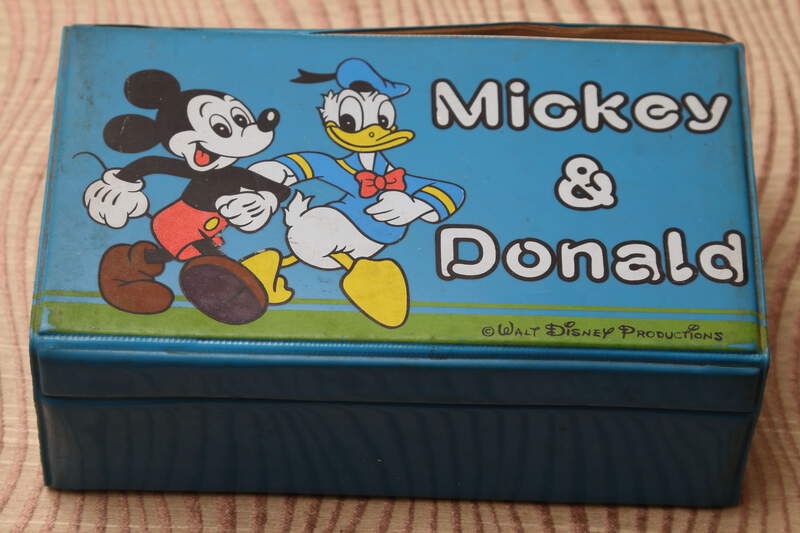 Mickey
&
Donald
©WALT DISNEY PRODUCTIONS